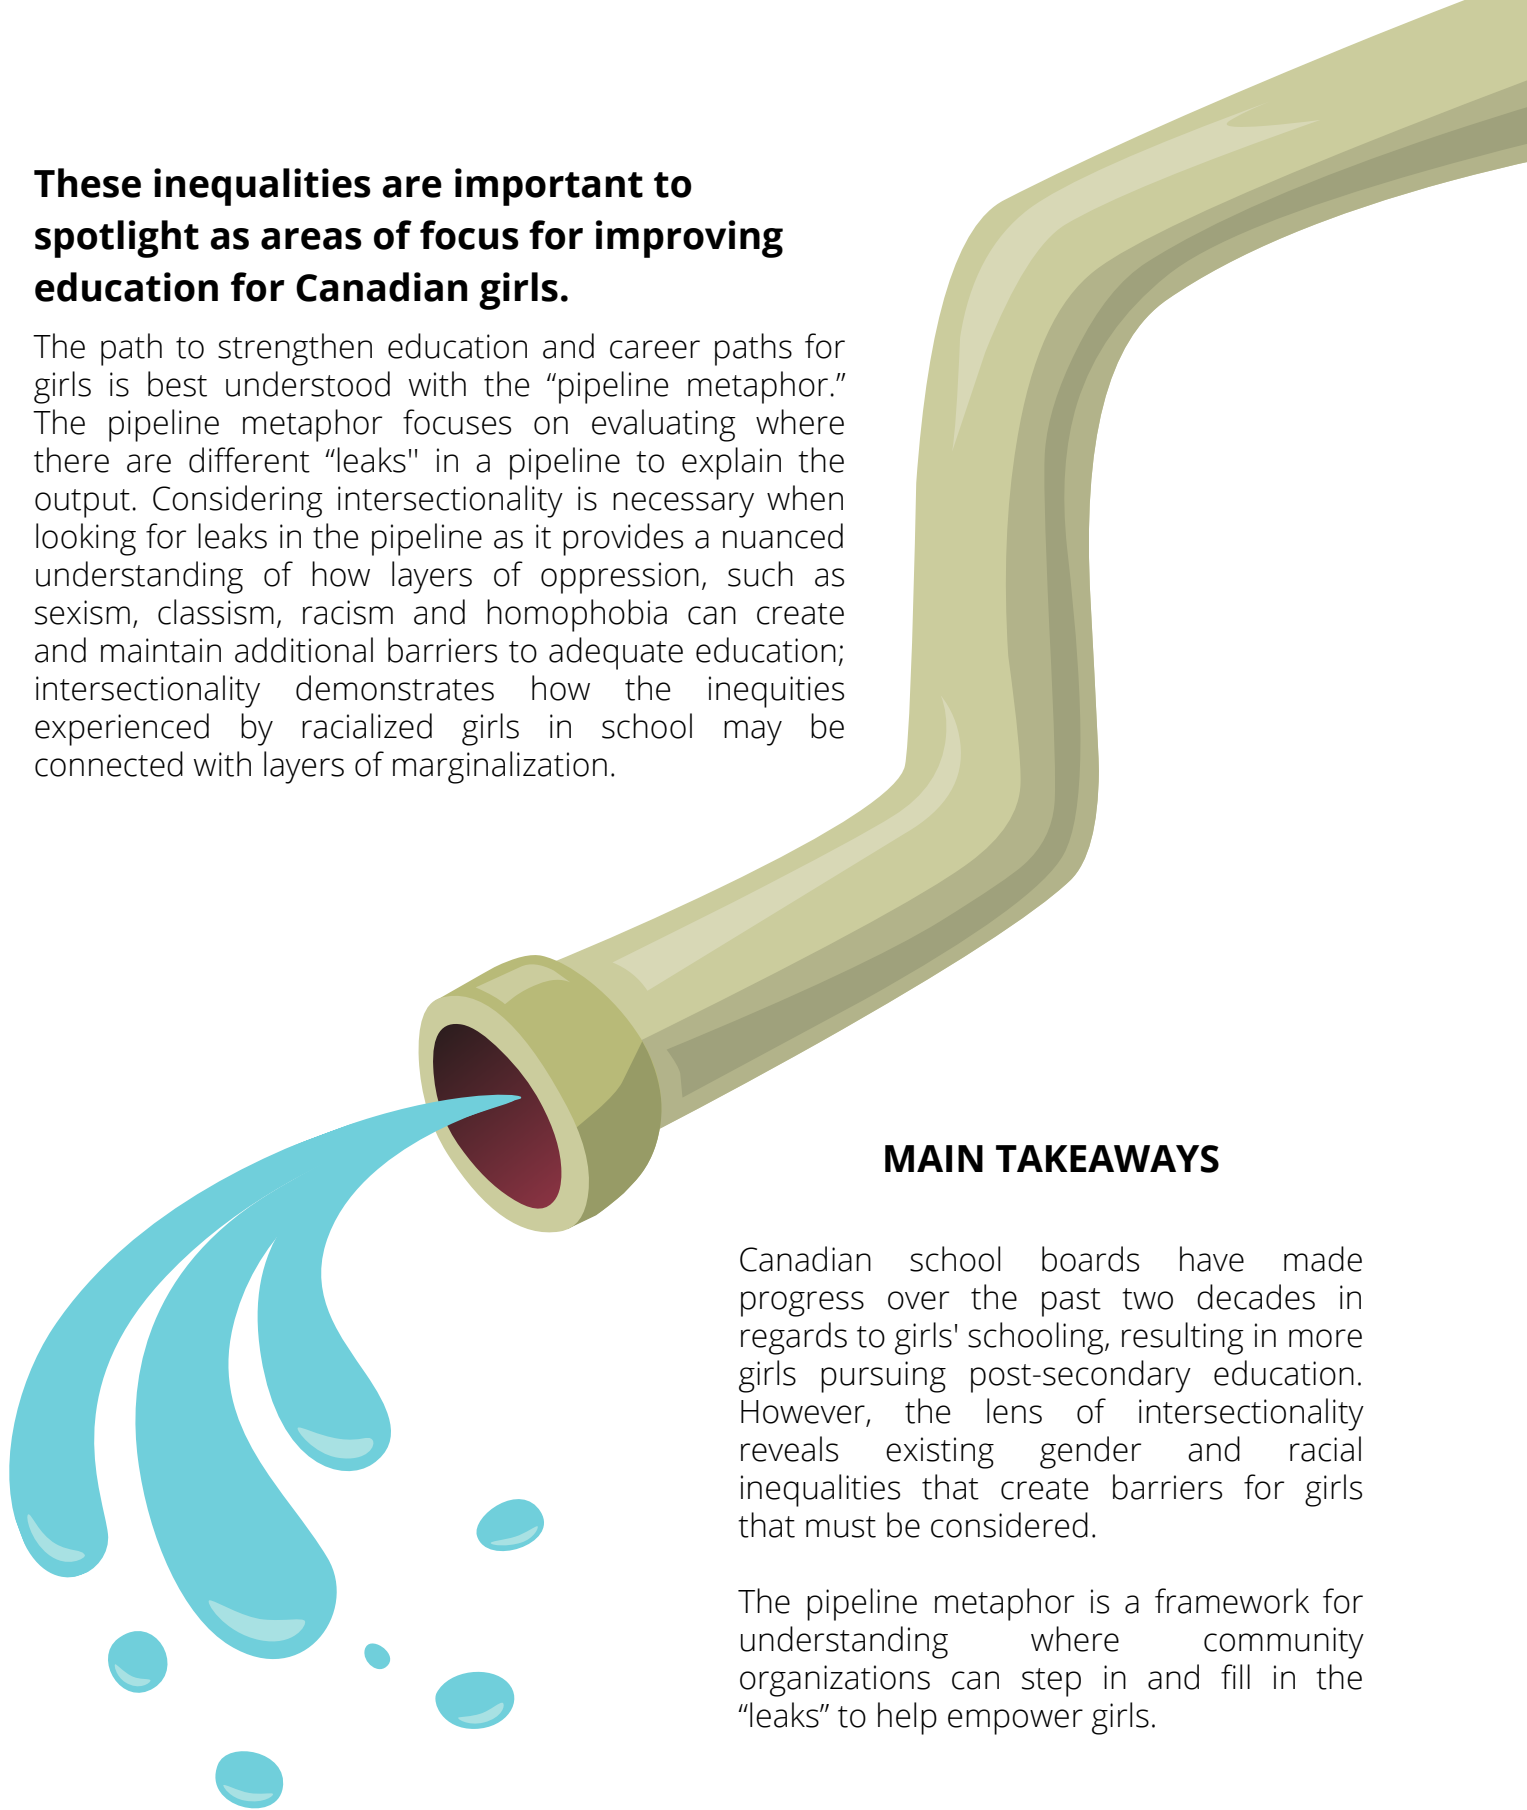 These inequalities are important to
spotlight as areas of focus for improving
education for Canadian girls.
The path to strengthen education and career paths for
girls is best understood with the “pipeline metaphor.”
The pipeline metaphor focuses on evaluating where
there are different “leaks" in a pipeline to explain the
output. Considering intersectionality is necessary when
looking for leaks in the pipeline as it provides a nuanced
understanding of how layers of oppression, such as
sexism, classism, racism and homophobia can create
and maintain additional barriers to adequate education;
intersectionality demonstrates how the inequities
experienced by racialized girls in school may be
connected with layers of marginalization.
MAIN TAKEAWAYS
Canadian school boards have made
progress over the past two decades in
regards to girls' schooling, resulting in more
girls pursuing post-secondary education.
However, the lens of intersectionality
reveals existing gender and racial
inequalities that create barriers for girls
that must be considered.
The pipeline metaphor is a framework for
understanding where community
organizations can step in and fill in the
“leaks” to help empower girls.